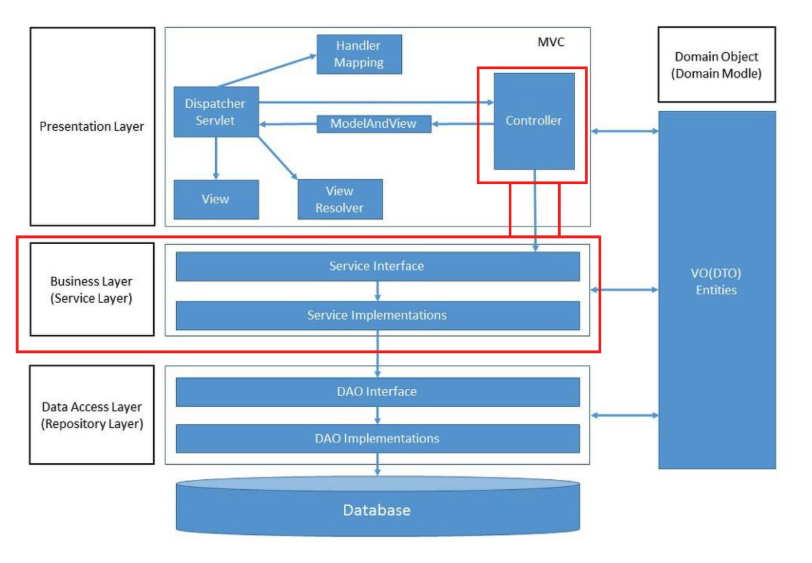 MVC
Handler
Mapping
Domain Object
(Domain Modle)
Presentation Layer
Dispatcher
Servlet
ModelAndView
Controller
View
View
Resolver
Business Layer
(Service Layer)
Service Interface
Service Implementations
VO(DTO)
Entities
Data Access Layer
(Repository Layer)
DAO Interface
DAO Implementations
Database